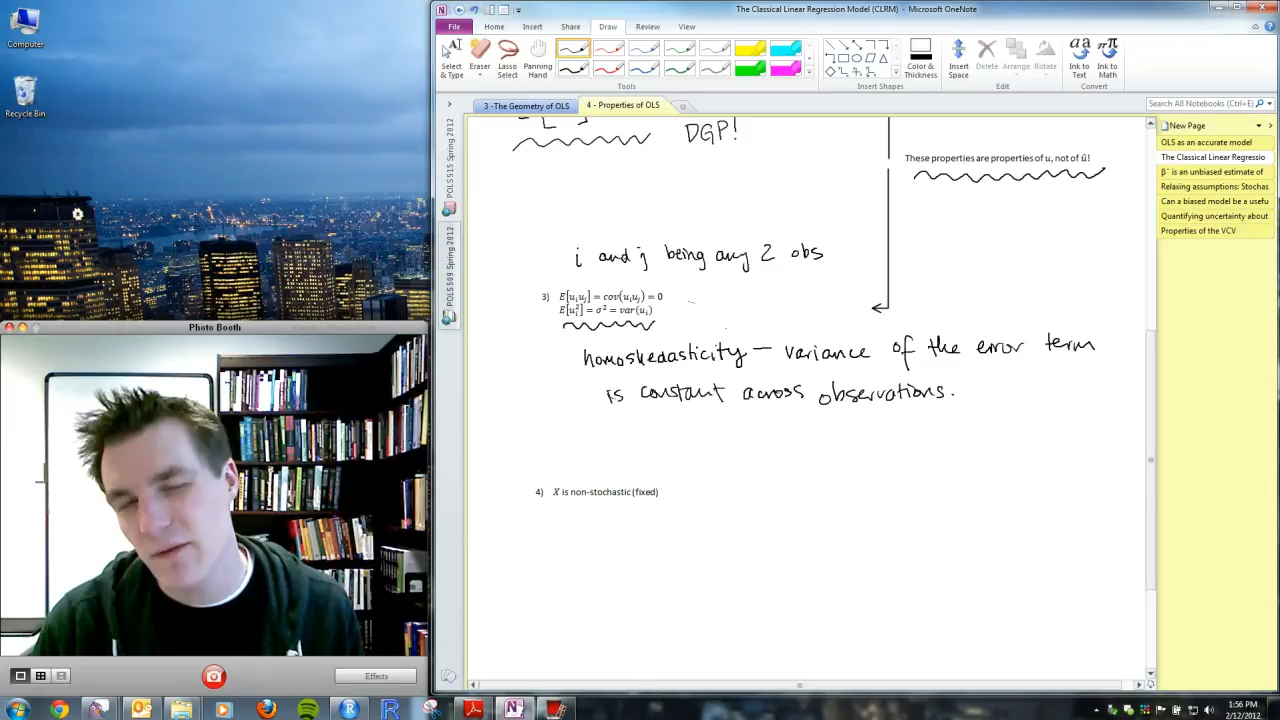 The Classical Linear Regression Model (CLRM) - Microsoft OneNote
File Home Insert Share Draw Review View
Select & Type
Eraser
Lasso Select
Panning Hand
Color & Thickness
Insert Space
Delete
Arrange
Rotate
Ink to Text
Ink to Math
Tools
Insert Shapes
Edit
Convert
3 -The Geometry of OLS
4 - Properties of OLS
Search All Notebooks (Ctrl+E)
POLS 515 Spring 2012
POLS 509 Spring 2012
New Page
OLS as an accurate model
The Classical Linear Regressio
β^ is an unbiased estimate of
Relaxing assumptions: Stochas
Can a biased model be a usefu
Quantifying uncertainty about
Properties of the VCV
DGP!
These properties are properties of u, not of û!
i and j being any 2 obs
3) E[uᵢuⱼ] = cov(uᵢuⱼ) = 0
E[uᵢ²] = σ² = var(uᵢ)
homoskedasticity — variance of the error term
is constant across observations.
4) X is non-stochastic (fixed)
Computer
Recycle Bin
Photo Booth
Effects
1:56 PM
2/12/2012